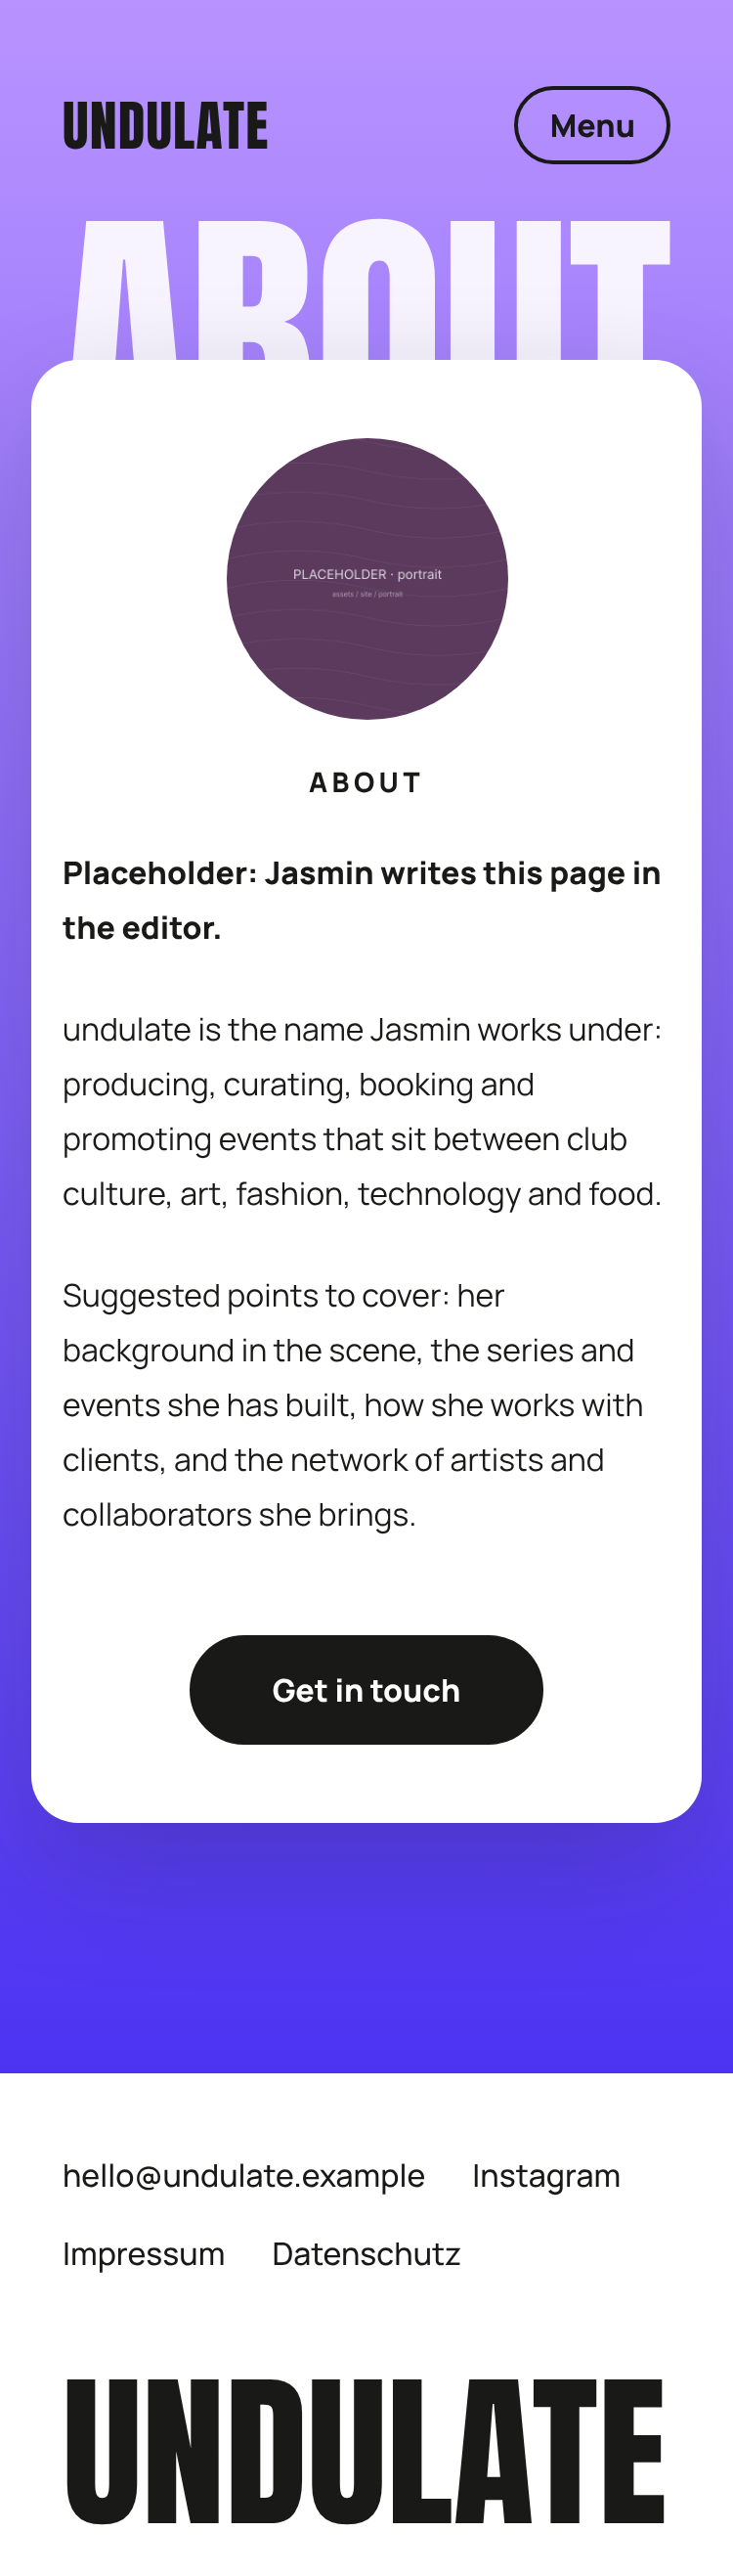 UNDULATE
Menu
ABOUT
PLACEHOLDER · portrait
assets / site / portrait
ABOUT
Placeholder: Jasmin writes this page in
the editor.
undulate is the name Jasmin works under:
producing, curating, booking and
promoting events that sit between club
culture, art, fashion, technology and food.
Suggested points to cover: her
background in the scene, the series and
events she has built, how she works with
clients, and the network of artists and
collaborators she brings.
Get in touch
hello@undulate.example Instagram
Impressum Datenschutz
UNDULATE